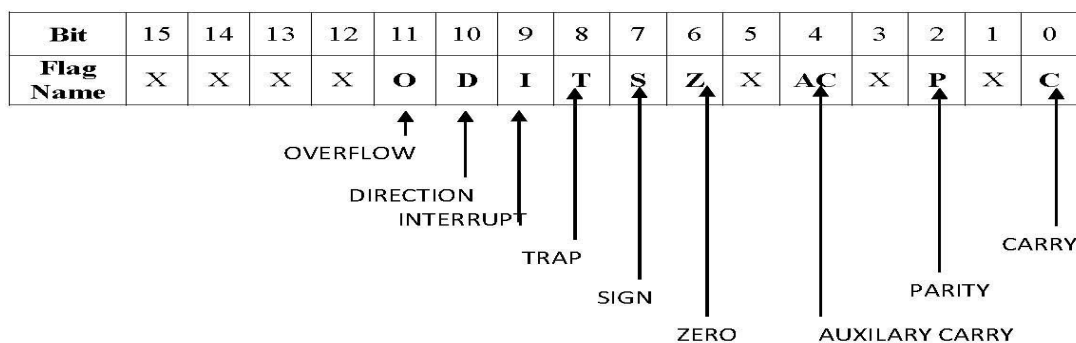 Bit 15 14 13 12 11 10 9 8 7 6 5 4 3 2 1 0
Flag Name X X X X O D I T S Z X AC X P X C
OVERFLOW
DIRECTION
INTERRUPT
TRAP
CARRY
SIGN
PARITY
ZERO
AUXILARY CARRY